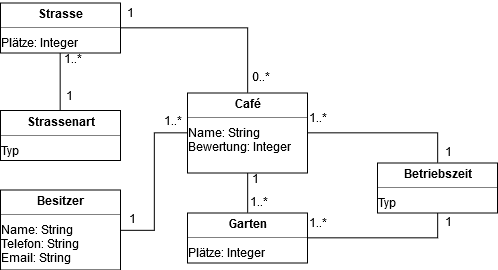 Strasse
Plätze: Integer
1
1..*
1
0..*
Strassenart
Typ
Café
Name: String
Bewertung: Integer
1..*
1..*
1
Betriebszeit
Typ
1
Besitzer
Name: String
Telefon: String
Email: String
1
1
1..*
Garten
Plätze: Integer
1..*